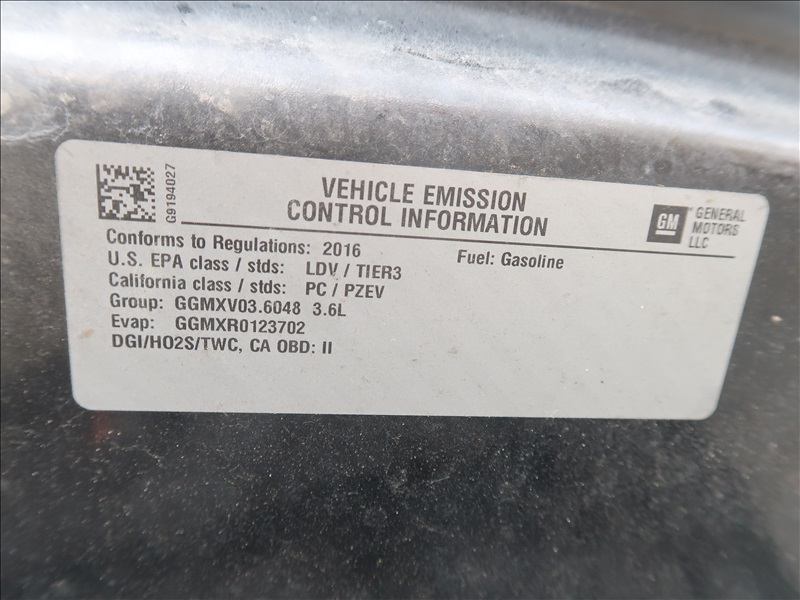 G9194027
VEHICLE EMISSION
CONTROL INFORMATION
GM
GENERAL
MOTORS
LLC
Conforms to Regulations: 2016
Fuel: Gasoline
U.S. EPA class / stds: LDV / TIER3
California class / stds: PC / PZEV
Group: GGMXV03.6048 3.6L
Evap: GGMXR0123702
DGI/HO2S/TWC, CA OBD: II